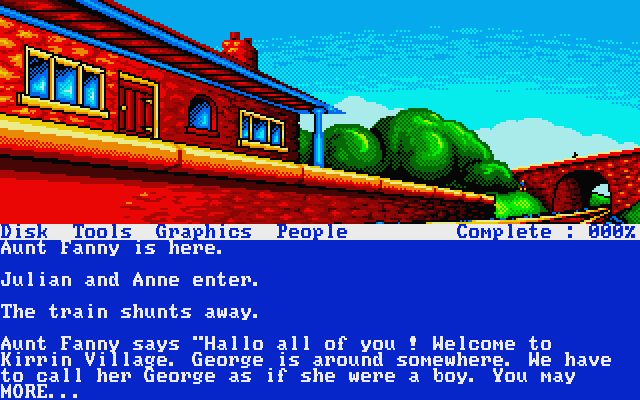 Disk Tools Graphics People Complete : 000%
Aunt Fanny is here.
Julian and Anne enter.
The train shunts away.
Aunt Fanny says "Hallo all of you ! Welcome to
Kirrin Village. George is around somewhere. We have
to call her George as if she were a boy. You may
MORE...